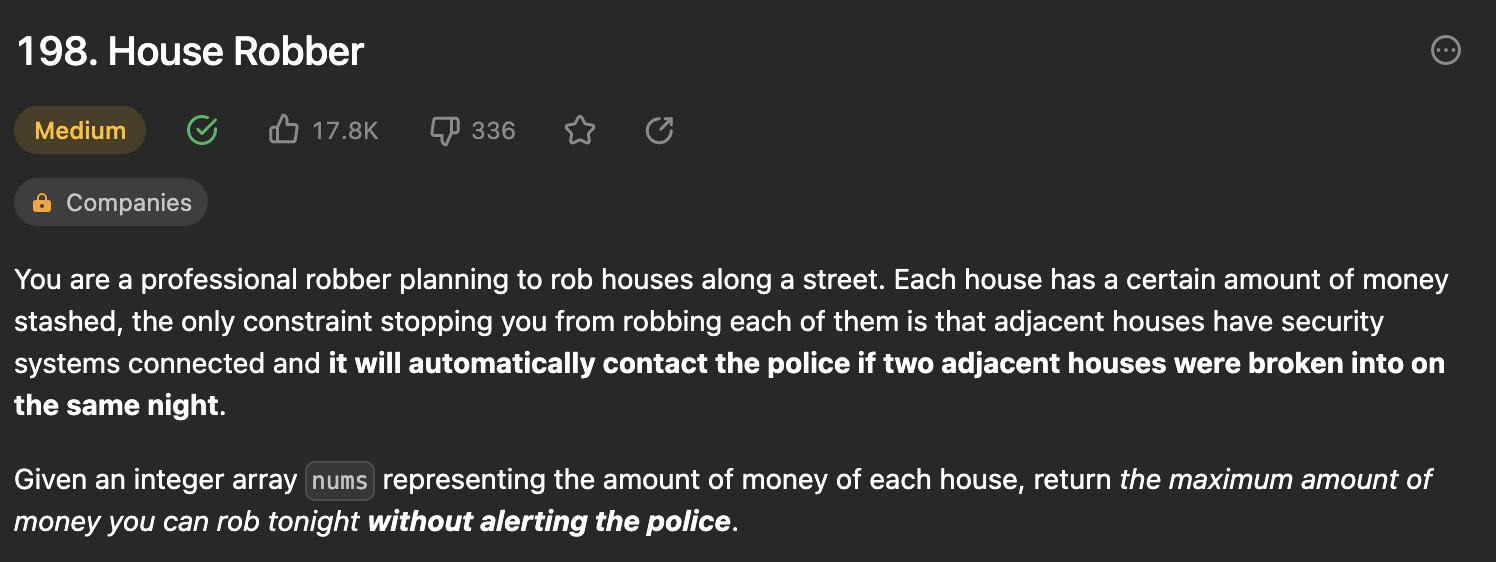 198. House Robber
Medium 17.8K 336
Companies
You are a professional robber planning to rob houses along a street. Each house has a certain amount of money
stashed, the only constraint stopping you from robbing each of them is that adjacent houses have security
systems connected and it will automatically contact the police if two adjacent houses were broken into on
the same night.
Given an integer array nums representing the amount of money of each house, return the maximum amount of
money you can rob tonight without alerting the police.